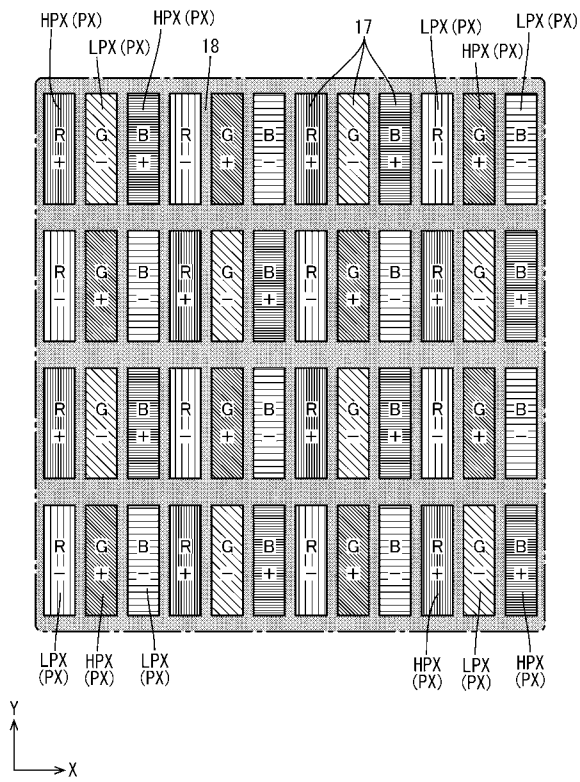 HPX(PX) HPX(PX) 17 LPX(PX) LPX(PX)
LPX(PX) 18 HPX(PX)
R G B R G B R G B R G B
+ − + − + − + − + − + −
R G B R G B R G B R G B
− + − + − + − + − + − +
R G B R G B R G B R G B
+ − + − + − + − + − + −
R G B R G B R G B R G B
− + − + − + − + − + − +
LPX HPX LPX HPX LPX HPX
(PX) (PX) (PX) (PX) (PX) (PX)
Y
X